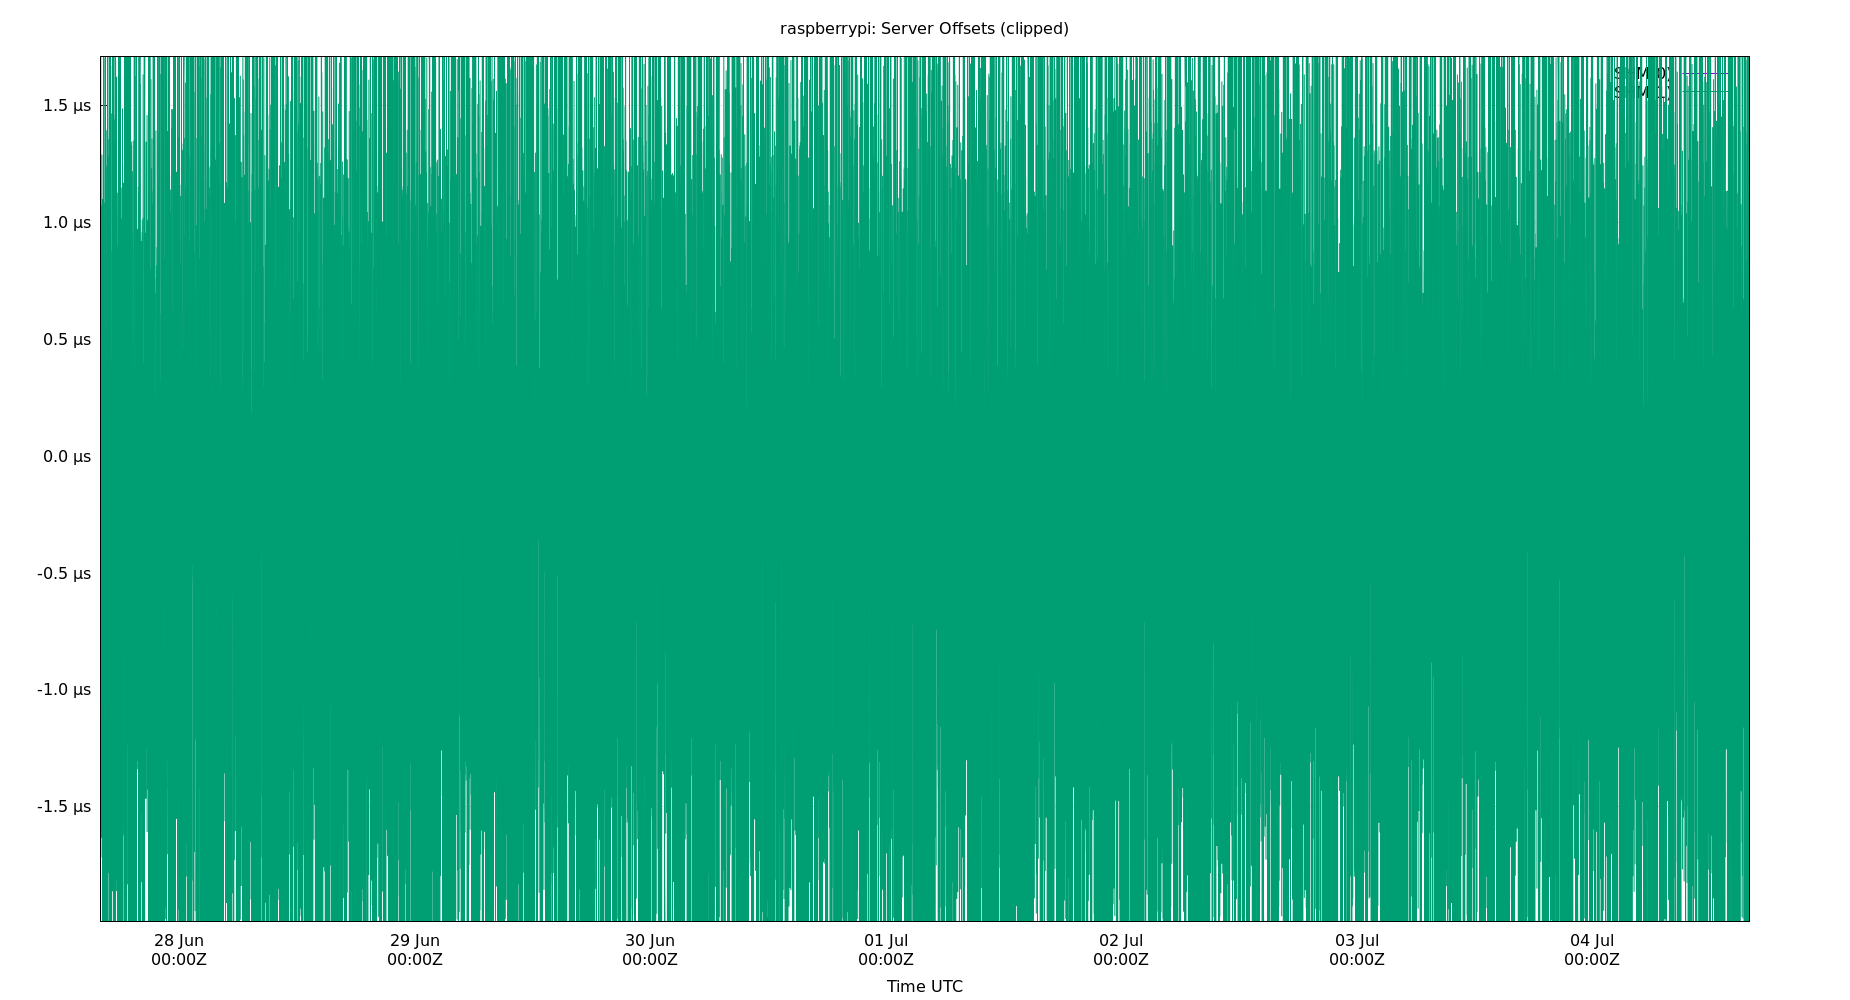 raspberrypi: Server Offsets (clipped)
1.5 µs
1.0 µs
0.5 µs
0.0 µs
-0.5 µs
-1.0 µs
-1.5 µs
28 Jun 29 Jun 30 Jun 01 Jul 02 Jul 03 Jul 04 Jul
00:00Z 00:00Z 00:00Z 00:00Z 00:00Z 00:00Z 00:00Z
Time UTC